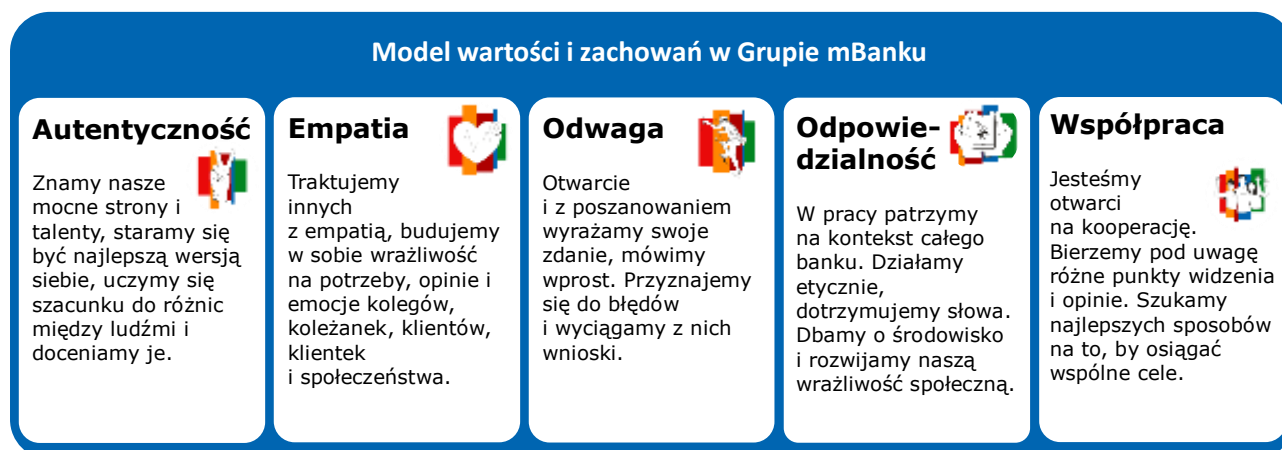 Model wartości i zachowań w Grupie mBanku
Autentyczność
Znamy nasze
mocne strony i
talenty, staramy się
być najlepszą wersją
siebie, uczymy się
szacunku do różnic
między ludźmi i
doceniamy je.
Empatia
Traktujemy
innych
z empatią, budujemy
w sobie wrażliwość
na potrzeby, opinie i
emocje kolegów,
koleżanek, klientów,
klientek
i społeczeństwa.
Odwaga
Otwarcie
i z poszanowaniem
wyrażamy swoje
zdanie, mówimy
wprost. Przyznajemy
się do błędów
i wyciągamy z nich
wnioski.
Odpowie-
dzialność
W pracy patrzymy
na kontekst całego
banku. Działamy
etycznie,
dotrzymujemy słowa.
Dbamy o środowisko
i rozwijamy naszą
wrażliwość społeczną.
Współpraca
Jesteśmy
otwarci
na kooperację.
Bierzemy pod uwagę
różne punkty widzenia
i opinie. Szukamy
najlepszych sposobów
na to, by osiągać
wspólne cele.